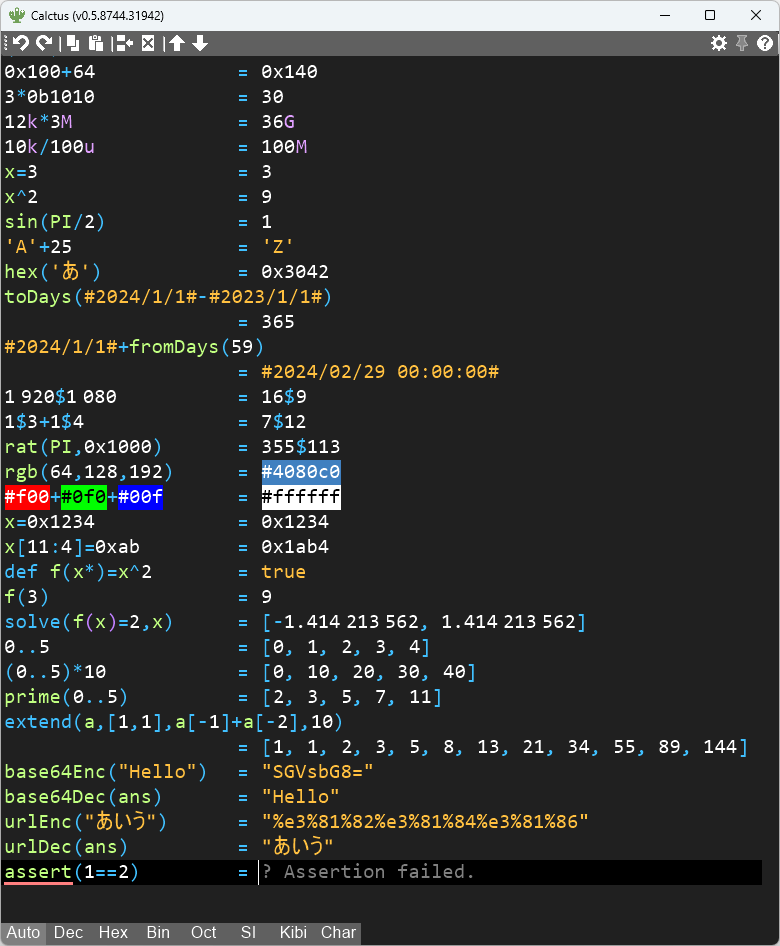 Calctus (v0.5.8744.31942)
0x100+64 = 0x140
3*0b1010 = 30
12k*3M = 36G
10k/100u = 100M
x=3 = 3
x^2 = 9
sin(PI/2) = 1
'A'+25 = 'Z'
hex('あ') = 0x3042
toDays(#2024/1/1#-#2023/1/1#)
= 365
#2024/1/1#+fromDays(59)
= #2024/02/29 00:00:00#
1 920$1 080 = 16$9
1$3+1$4 = 7$12
rat(PI,0x1000) = 355$113
rgb(64,128,192) = #4080c0
#f00+#0f0+#00f = #ffffff
x=0x1234 = 0x1234
x[11:4]=0xab = 0x1ab4
def f(x*)=x^2 = true
f(3) = 9
solve(f(x)=2,x) = [-1.414 213 562, 1.414 213 562]
0..5 = [0, 1, 2, 3, 4]
(0..5)*10 = [0, 10, 20, 30, 40]
prime(0..5) = [2, 3, 5, 7, 11]
extend(a,[1,1],a[-1]+a[-2],10)
= [1, 1, 2, 3, 5, 8, 13, 21, 34, 55, 89, 144]
base64Enc("Hello") = "SGVsbG8="
base64Dec(ans) = "Hello"
urlEnc("あいう") = "%e3%81%82%e3%81%84%e3%81%86"
urlDec(ans) = "あいう"
assert(1==2) = ? Assertion failed.
Auto Dec Hex Bin Oct SI Kibi Char